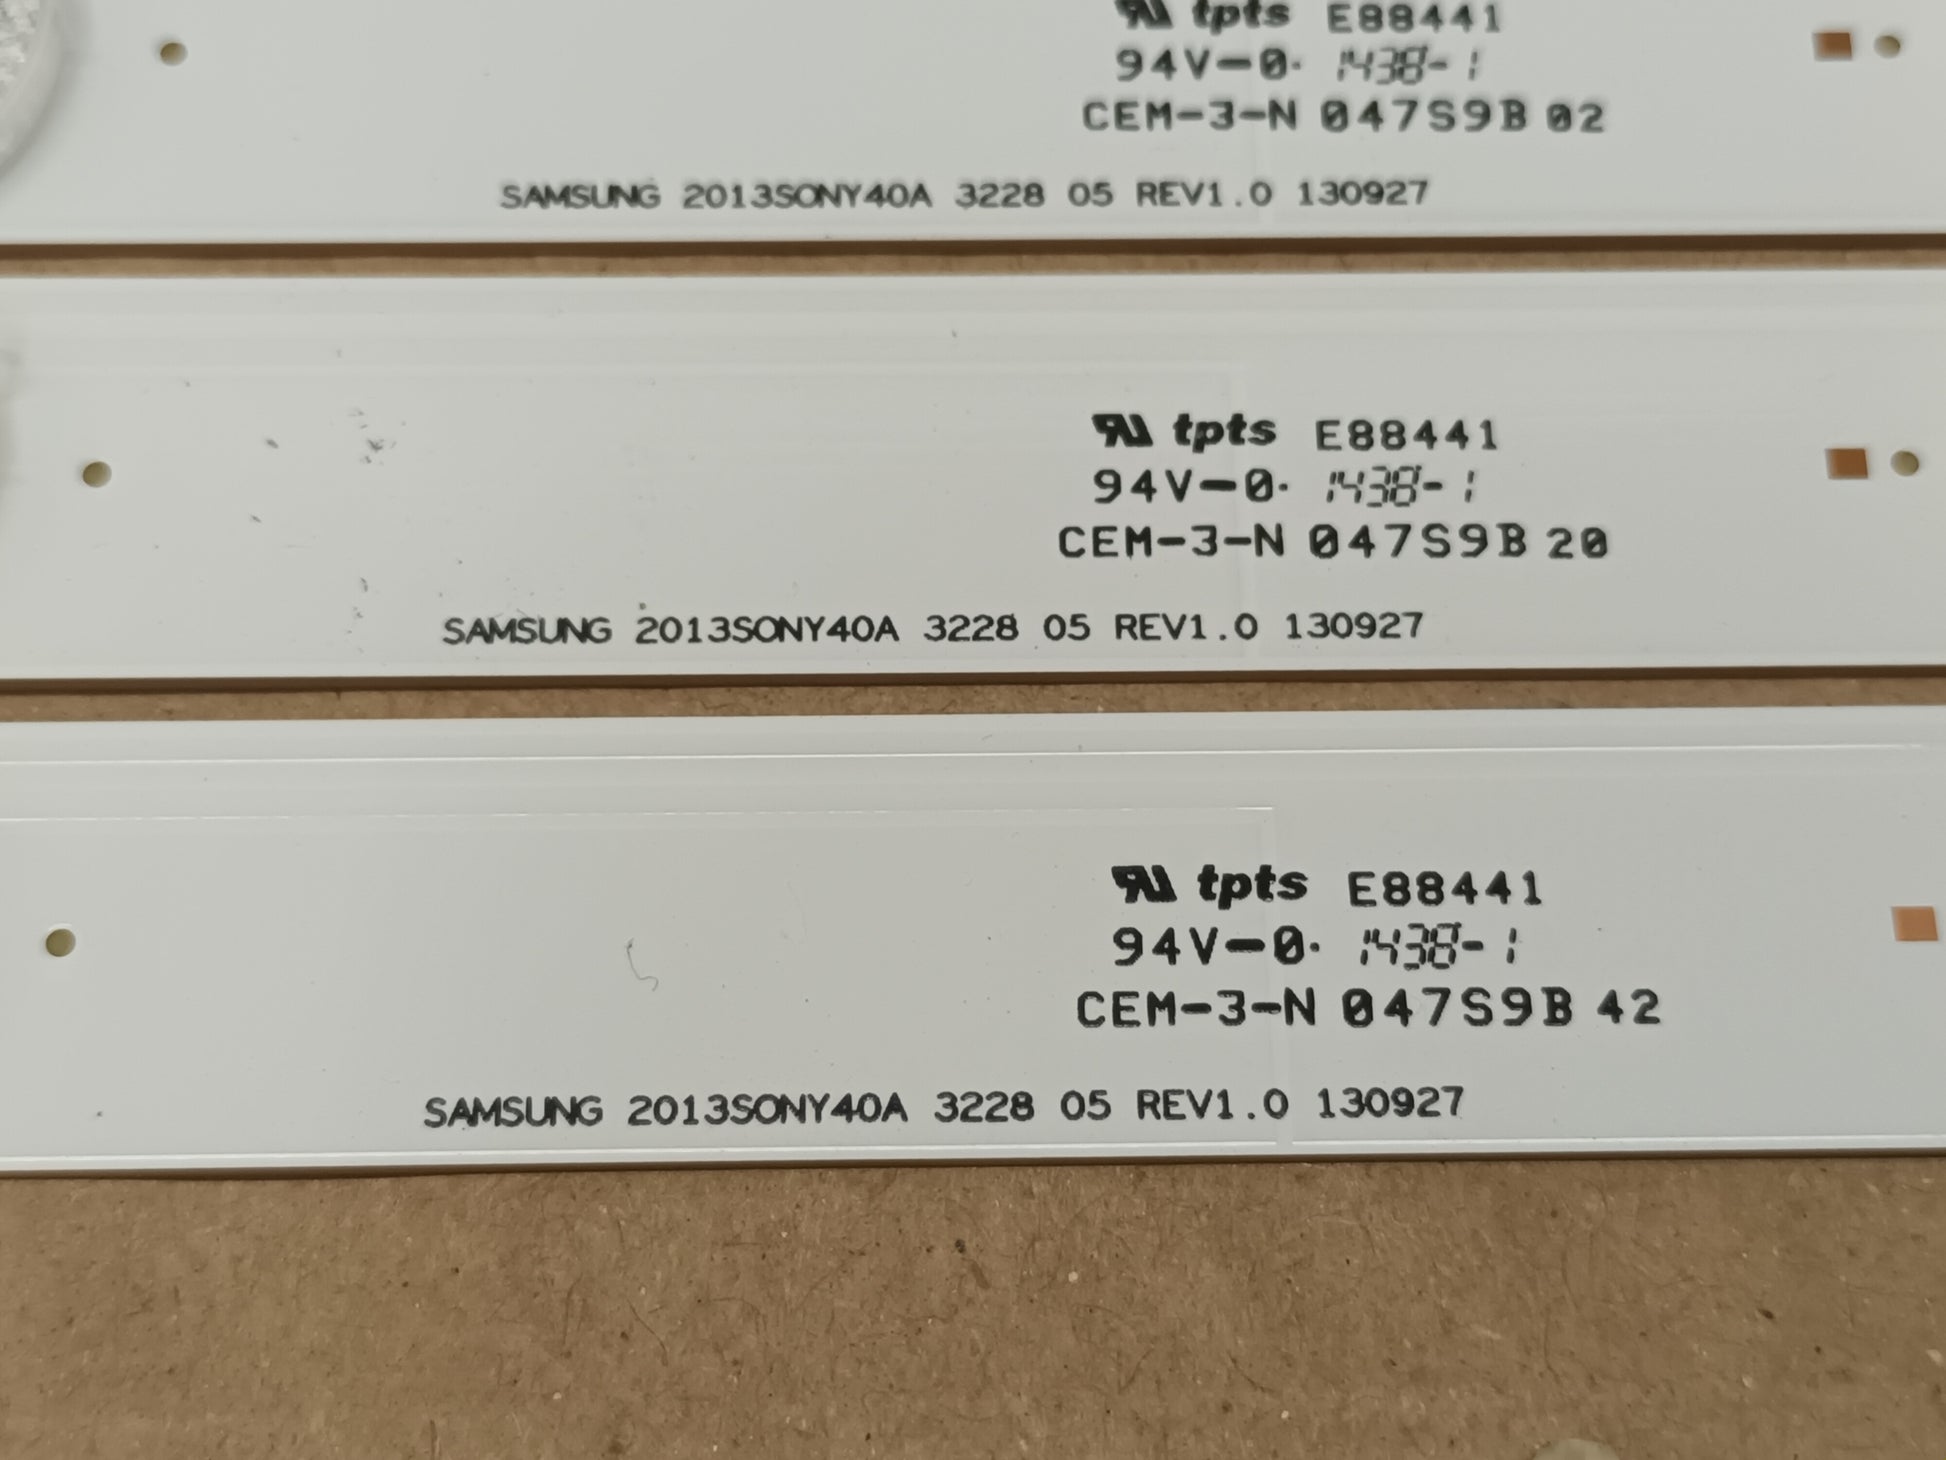 tpts E88441
94V-0· 1438-1
CEM-3-N 047S9B 02
SAMSUNG 2013SONY40A 3228 05 REV1.0 130927
tpts E88441
94V-0· 1438-1
CEM-3-N 047S9B 20
SAMSUNG 2013SONY40A 3228 05 REV1.0 130927
tpts E88441
94V-0· 1438-1
CEM-3-N 047S9B 42
SAMSUNG 2013SONY40A 3228 05 REV1.0 130927